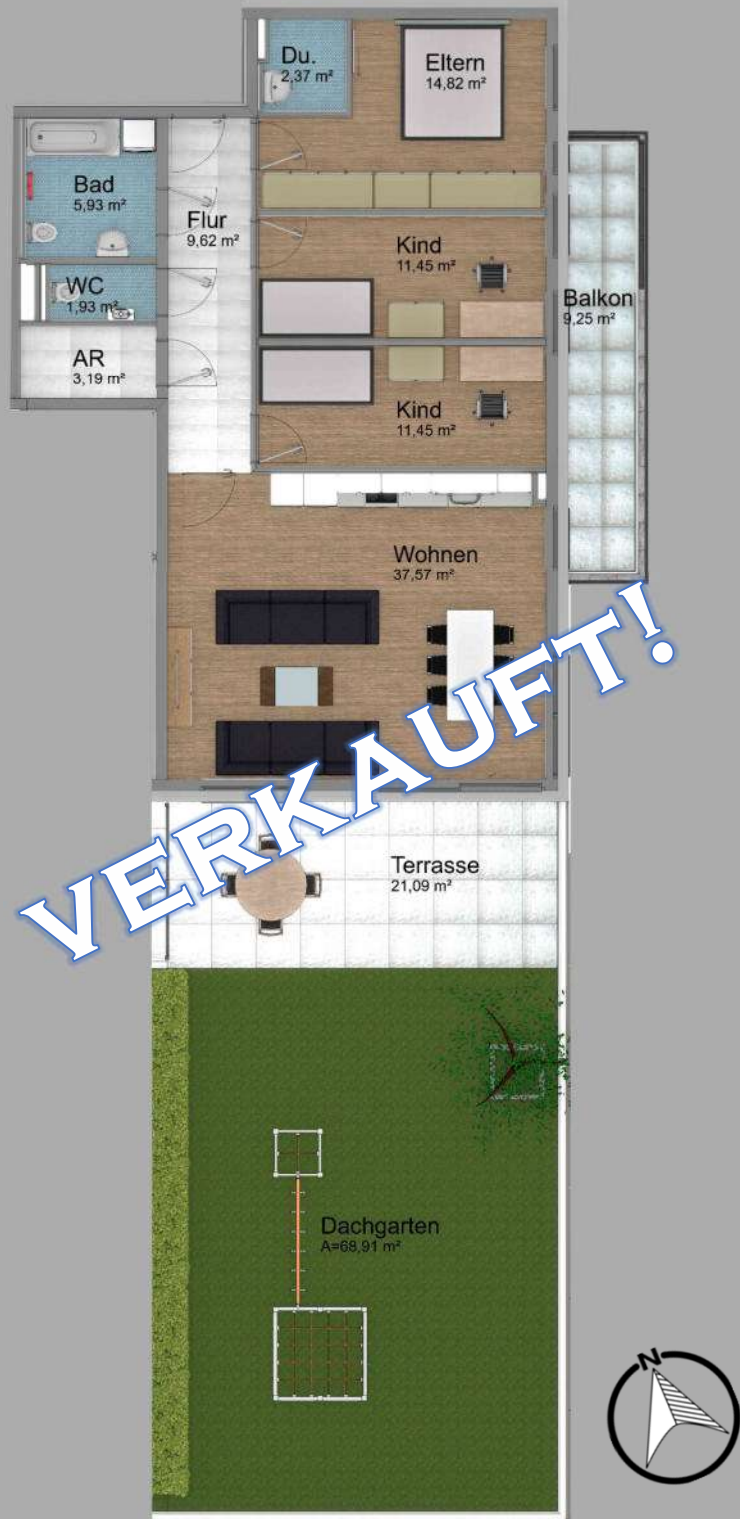 Du.
2,37 m²
Eltern
14,82 m²
Bad
5,93 m²
Flur
9,62 m²
Kind
11,45 m²
WC
1,93 m²
Balkon
9,25 m²
AR
3,19 m²
Kind
11,45 m²
Wohnen
37,57 m²
VERKAUFT!
Terrasse
21,09 m²
Dachgarten
A=68,91 m²
N